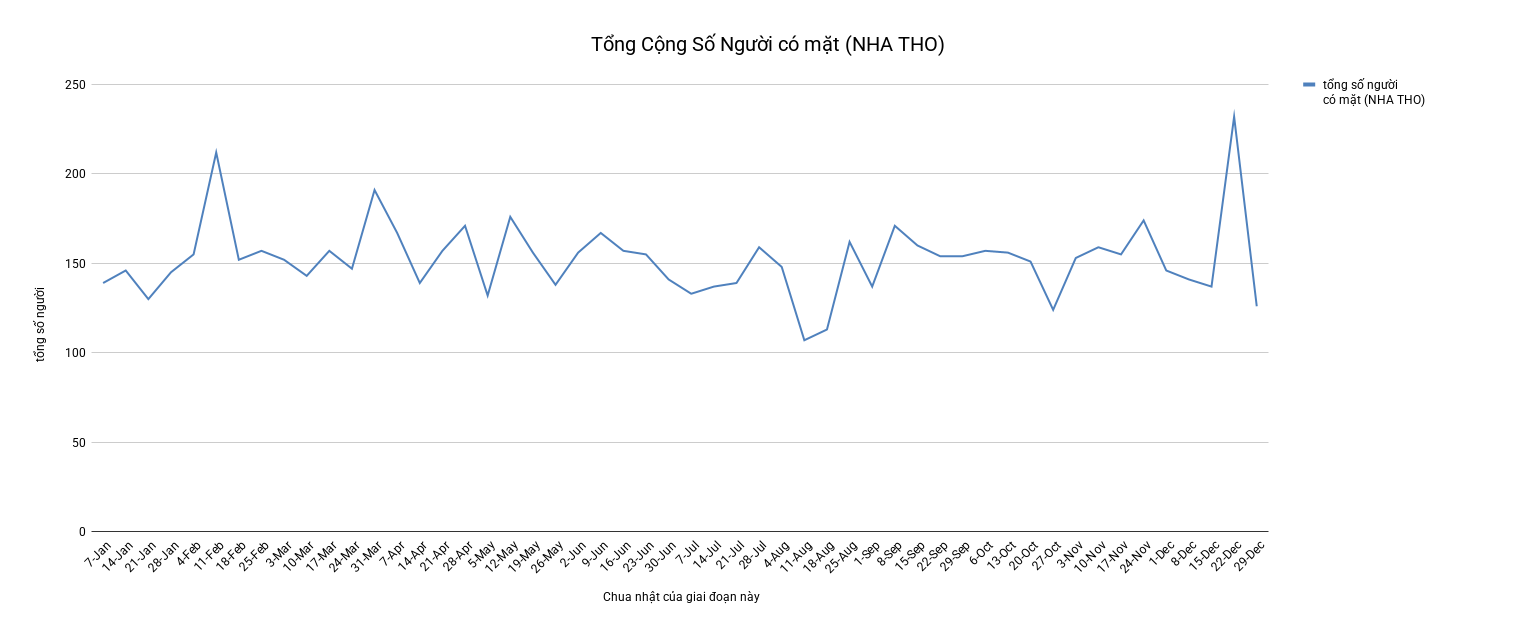 Tổng Cộng Số Người có mặt (NHA THO)
250
200
150
100
50
0
tổng số người
tổng số người
có mặt (NHA THO)
7-Jan
14-Jan
21-Jan
28-Jan
4-Feb
11-Feb
18-Feb
25-Feb
3-Mar
10-Mar
17-Mar
24-Mar
31-Mar
7-Apr
14-Apr
21-Apr
28-Apr
5-May
12-May
19-May
26-May
2-Jun
9-Jun
16-Jun
23-Jun
30-Jun
7-Jul
14-Jul
21-Jul
28-Jul
4-Aug
11-Aug
18-Aug
25-Aug
1-Sep
8-Sep
15-Sep
22-Sep
29-Sep
6-Oct
13-Oct
20-Oct
27-Oct
3-Nov
10-Nov
17-Nov
24-Nov
1-Dec
8-Dec
15-Dec
22-Dec
29-Dec
Chua nhật của giai đoạn này